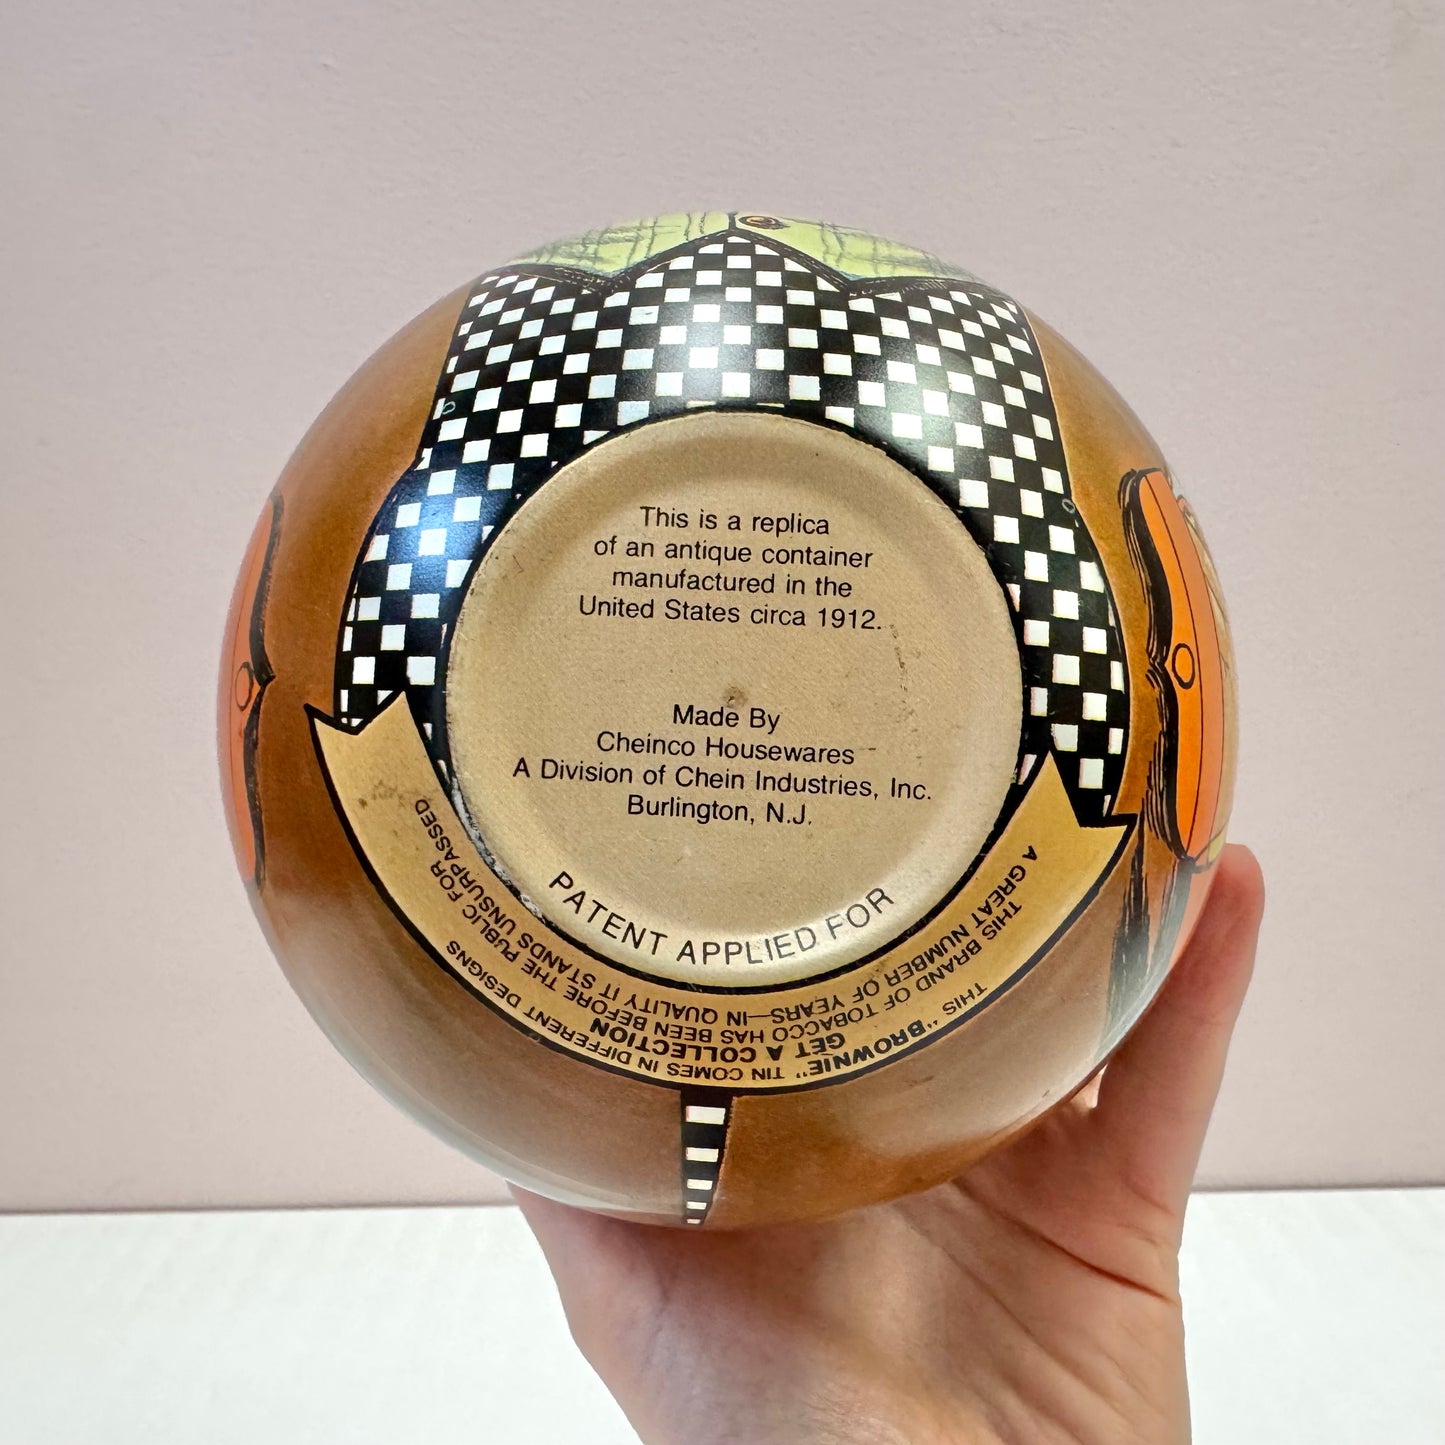 This is a replica
of an antique container
manufactured in the
United States circa 1912.
Made By
Cheinco Housewares
A Division of Chein Industries, Inc.
Burlington, N.J.
PATENT APPLIED FOR
THIS "BROWNIE" TIN COMES IN DIFFERENT DESIGNS
GET A COLLECTION
THIS BRAND OF TOBACCO HAS BEEN BEFORE THE PUBLIC FOR
A GREAT NUMBER OF YEARS—IN QUALITY IT STANDS UNSURPASSED